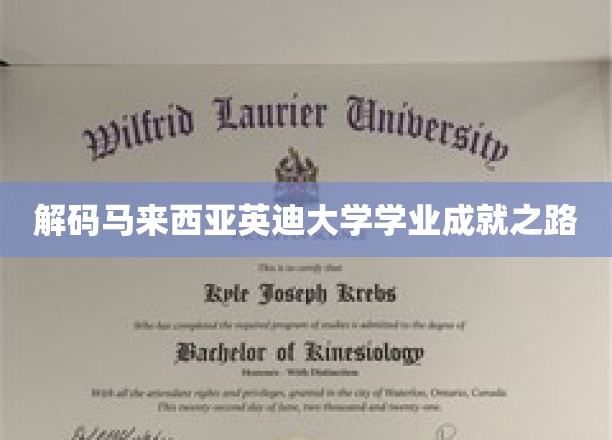 Wilfrid Laurier University
解码马来西亚英迪大学学业成就之路
This is to certify that
Kyle Joseph Krebs
Who has completed the required program of studies is admitted to the degree of
Bachelor of Kinesiology
Honours - With Distinction
With all the attendant rights and privileges, granted in the city of Waterloo, Ontario, Canada
This twenty-second day of June, two thousand and twenty-one.